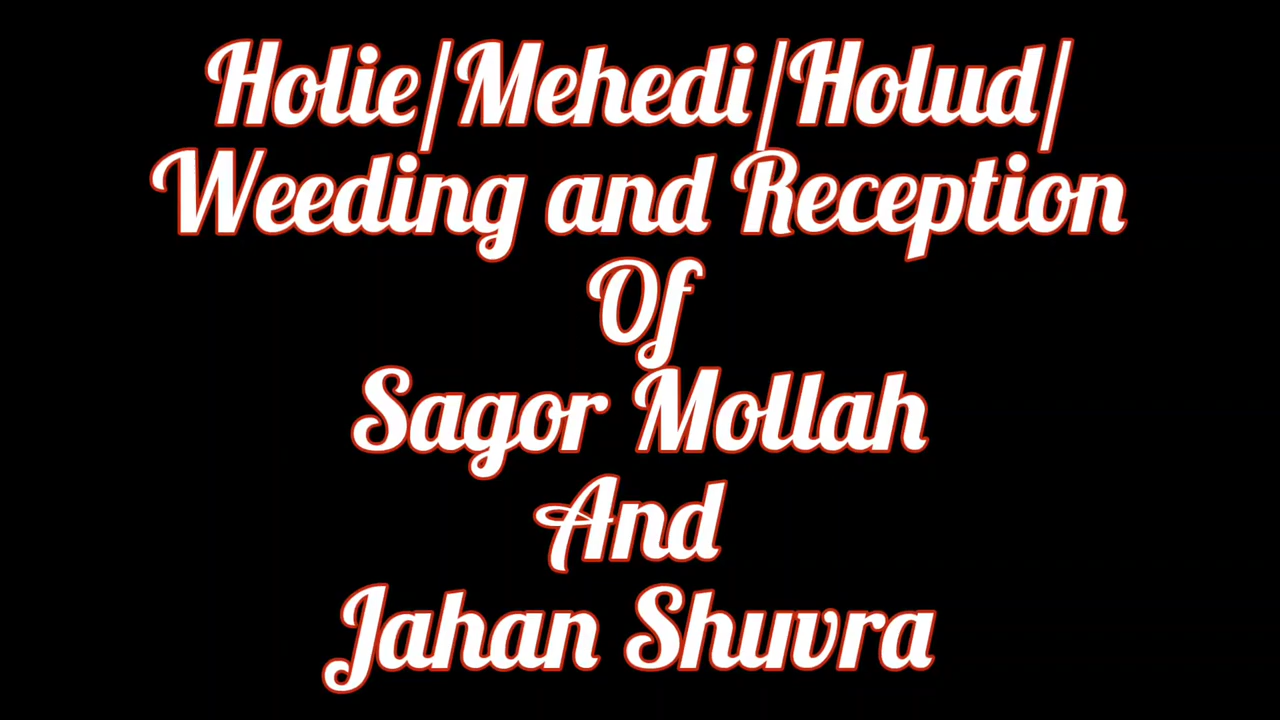 Holie/Mehedi/Holud/
Weeding and Reception
Of
Sagor Mollah
And
Jahan Shuvra